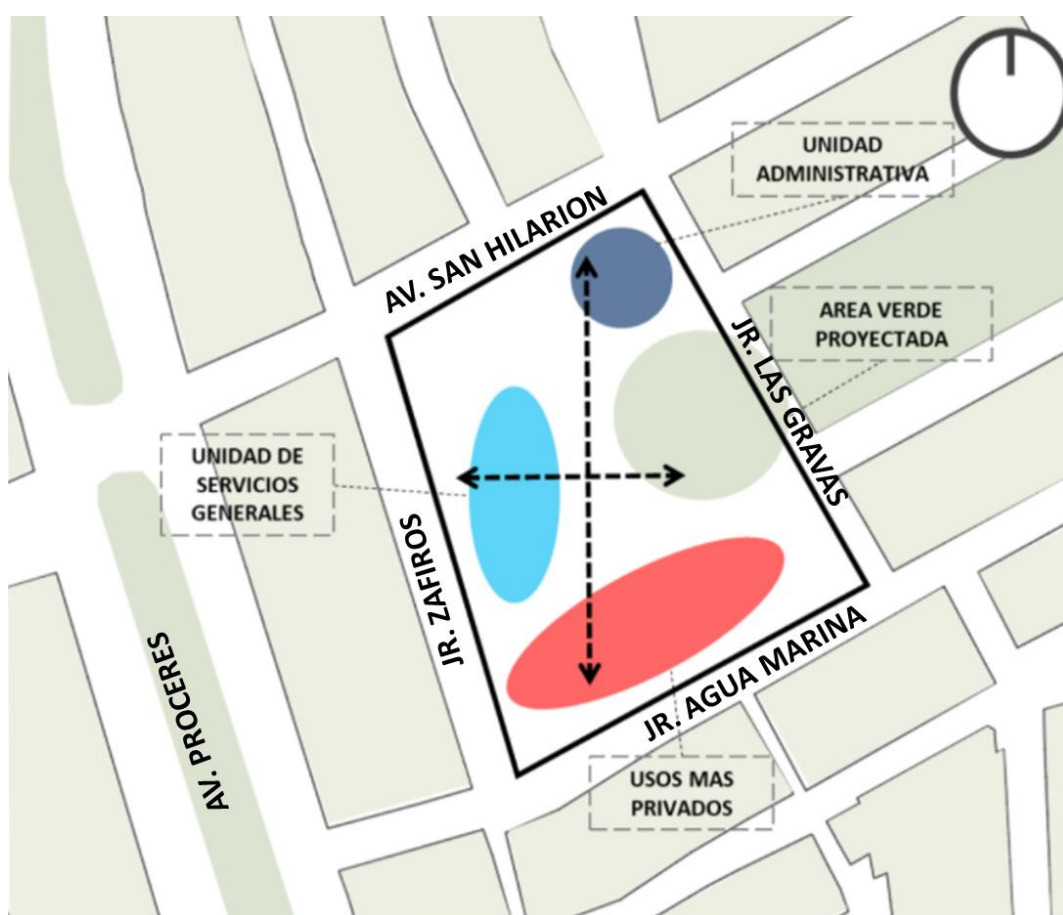 UNIDAD
ADMINISTRATIVA
AV. SAN HILARION
AREA VERDE
PROYECTADA
JR. LAS GRAVAS
UNIDAD DE
SERVICIOS
GENERALES
JR. ZAFIROS
AV. PROCERES
JR. AGUA MARINA
USOS MAS
PRIVADOS